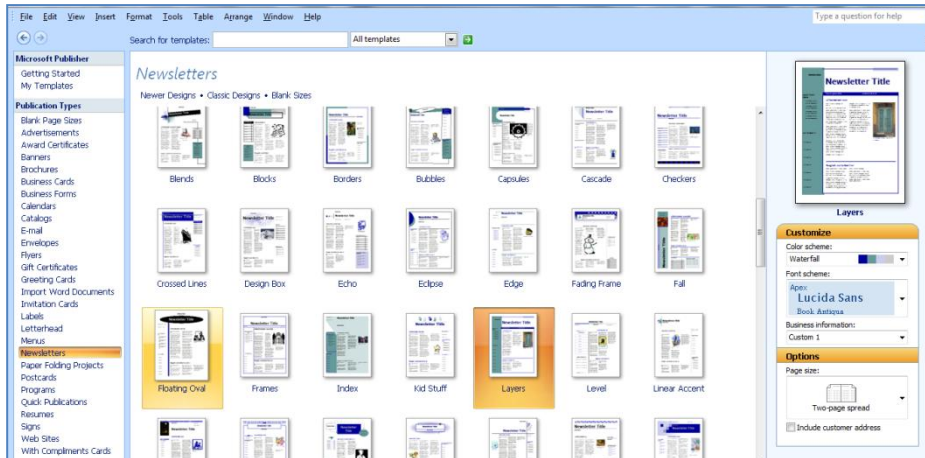 File Edit View Insert Format Tools Table Arrange Window Help
Type a question for help
Search for templates: All templates
Microsoft Publisher
Getting Started
My Templates
Publication Types
Blank Page Sizes
Advertisements
Award Certificates
Banners
Brochures
Business Cards
Business Forms
Calendars
Catalogs
E-mail
Envelopes
Flyers
Gift Certificates
Greeting Cards
Import Word Documents
Invitation Cards
Labels
Letterhead
Menus
Newsletters
Paper Folding Projects
Postcards
Programs
Quick Publications
Resumes
Signs
Web Sites
With Compliments Cards
Newsletters
Newer Designs • Classic Designs • Blank Sizes
Blends Blocks Borders Bubbles Capsules Cascade Checkers
Crossed Lines Design Box Echo Eclipse Edge Fading Frame Fall
Floating Oval Frames Index Kid Stuff Layers Level Linear Accent
Newsletter Title
Layers
Customize
Color scheme:
Waterfall
Font scheme:
Apex
Lucida Sans
Book Antiqua
Business information:
Custom 1
Options
Page size:
Two-page spread
Include customer address